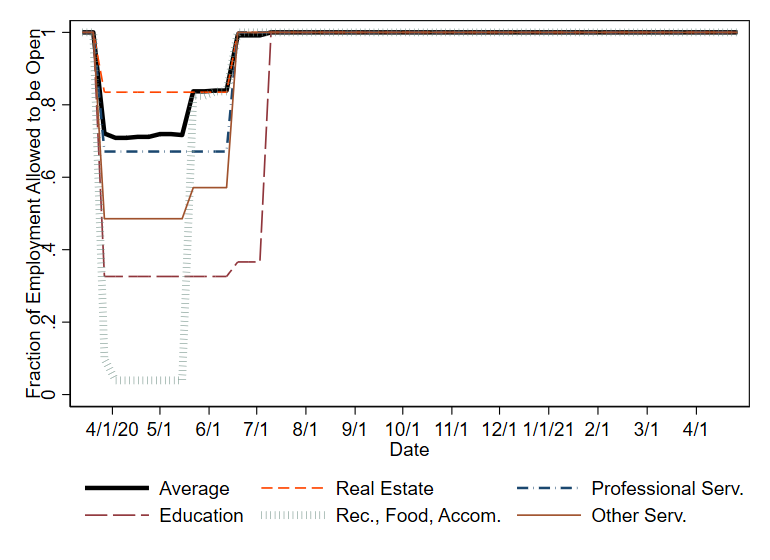 Fraction of Employment Allowed to be Open
1
.8
.6
.4
.2
0
4/1/20 5/1 6/1 7/1 8/1 9/1 10/1 11/1 12/1 1/1/21 2/1 3/1 4/1
Date
Average Real Estate Professional Serv.
Education Rec., Food, Accom. Other Serv.